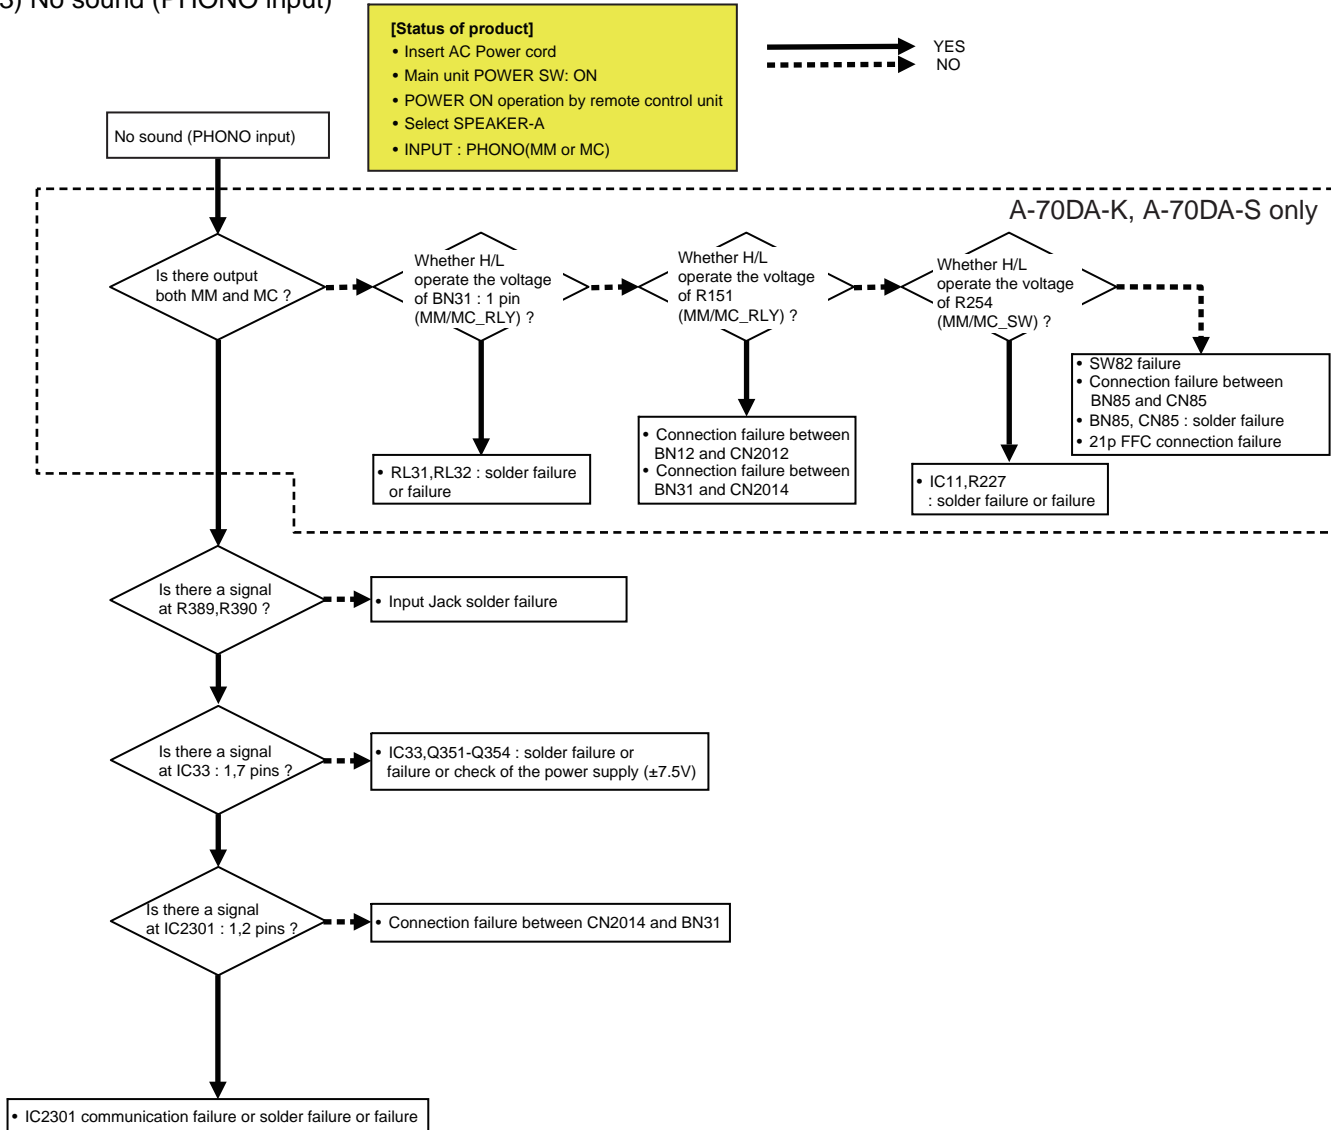 3) No sound (PHONO input)
[Status of product]
• Insert AC Power cord
• Main unit POWER SW: ON
• POWER ON operation by remote control unit
• Select SPEAKER-A
• INPUT : PHONO(MM or MC)
YES
NO
No sound (PHONO input)
A-70DA-K, A-70DA-S only
Is there output
both MM and MC ?
Whether H/L
operate the voltage
of BN31 : 1 pin
(MM/MC_RLY) ?
Whether H/L
operate the voltage
of R151
(MM/MC_RLY) ?
Whether H/L
operate the voltage
of R254
(MM/MC_SW) ?
• SW82 failure
• Connection failure between
BN85 and CN85
• BN85, CN85 : solder failure
• 21p FFC connection failure
• RL31,RL32 : solder failure
or failure
• Connection failure between
BN12 and CN2012
• Connection failure between
BN31 and CN2014
• IC11,R227
: solder failure or failure
Is there a signal
at R389,R390 ?
• Input Jack solder failure
Is there a signal
at IC33 : 1,7 pins ?
• IC33,Q351-Q354 : solder failure or
failure or check of the power supply (±7.5V)
Is there a signal
at IC2301 : 1,2 pins ?
• Connection failure between CN2014 and BN31
• IC2301 communication failure or solder failure or failure